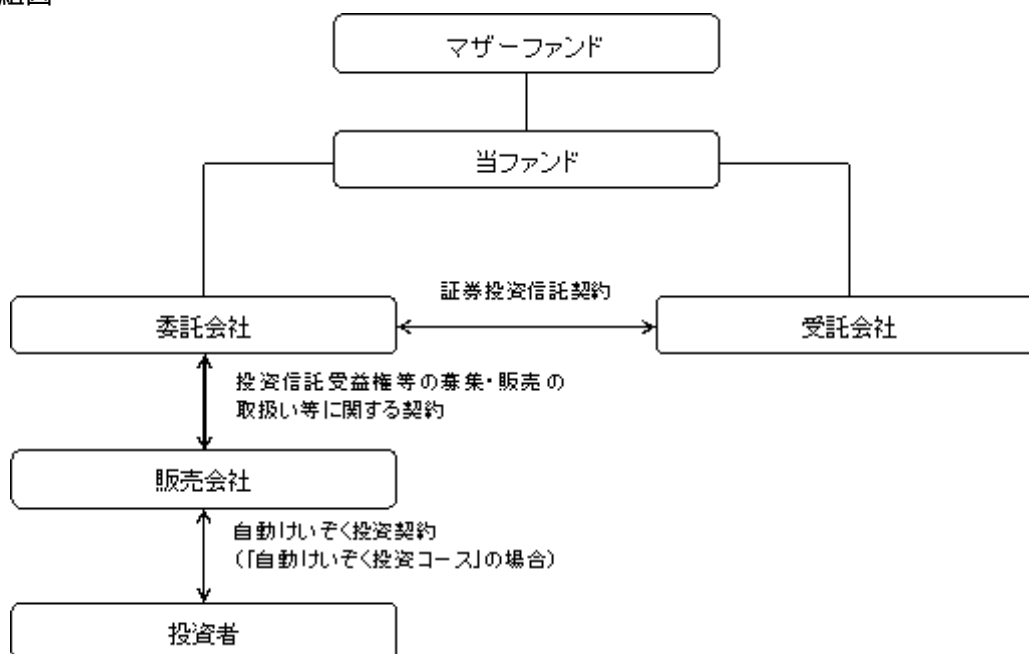 マザーファンド
当ファンド
証券投資信託契約
委託会社
受託会社
投資信託受益権等の募集・販売の
取扱い等に関する契約
販売会社
自動けいぞく投資契約
(「自動けいぞく投資コース」の場合)
投資者